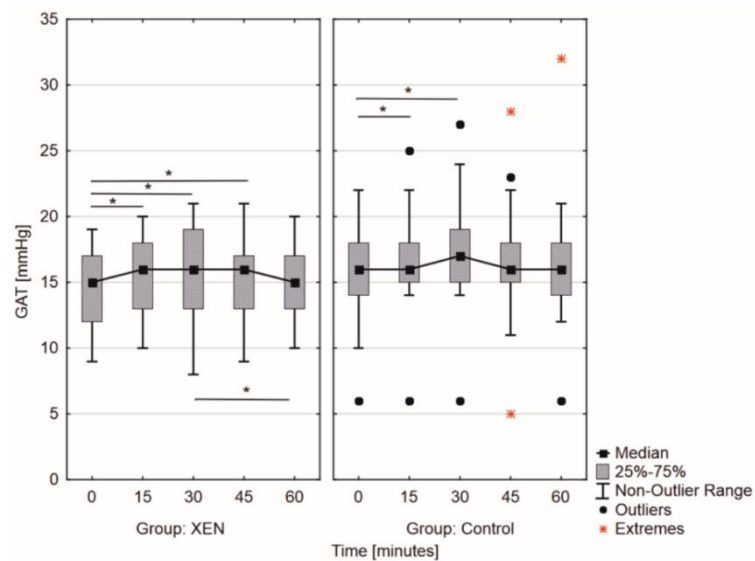 GAT [mmHg]
35
30
25
20
15
10
5
0
* * * *
* *
0 15 30 45 60
0 15 30 45 60
Group: XEN
Group: Control
Time [minutes]
Median
25%-75%
Non-Outlier Range
Outliers
Extremes